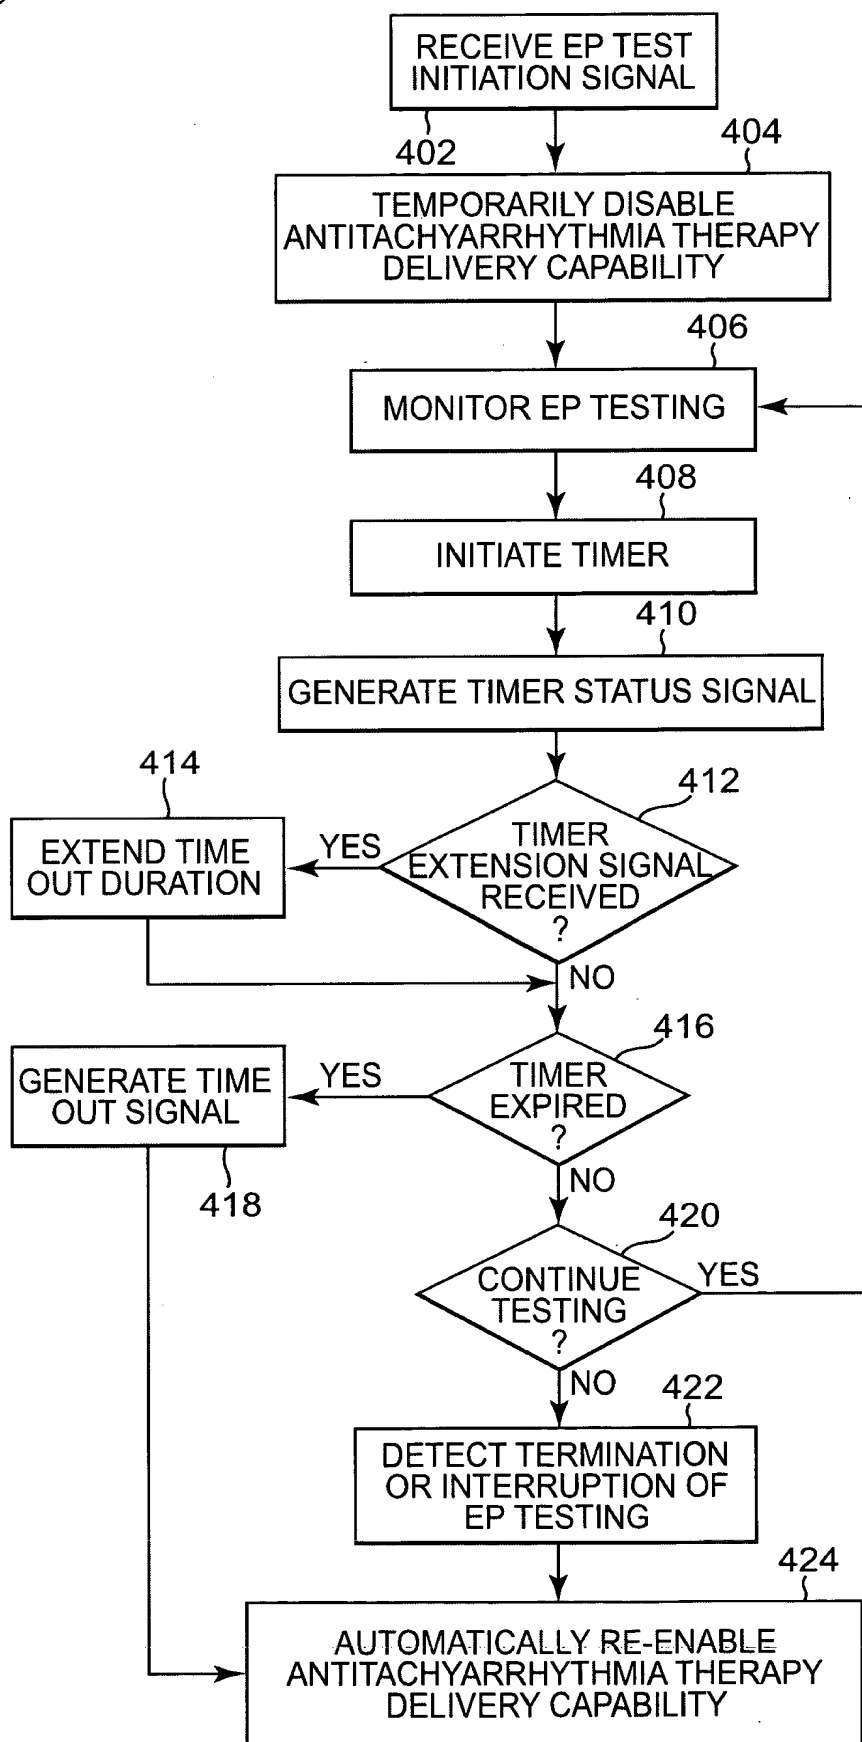 RECEIVE EP TEST
INITIATION SIGNAL
402
404
TEMPORARILY DISABLE
ANTITACHYARRHYTHMIA THERAPY
DELIVERY CAPABILITY
406
MONITOR EP TESTING
408
INITIATE TIMER
410
GENERATE TIMER STATUS SIGNAL
412
TIMER
EXTENSION SIGNAL
RECEIVED
?
YES
414
EXTEND TIME
OUT DURATION
NO
416
TIMER
EXPIRED
?
YES
GENERATE TIME
OUT SIGNAL
418
NO
420
CONTINUE
TESTING
?
YES
NO
422
DETECT TERMINATION
OR INTERRUPTION OF
EP TESTING
424
AUTOMATICALLY RE-ENABLE
ANTITACHYARRHYTHMIA THERAPY
DELIVERY CAPABILITY